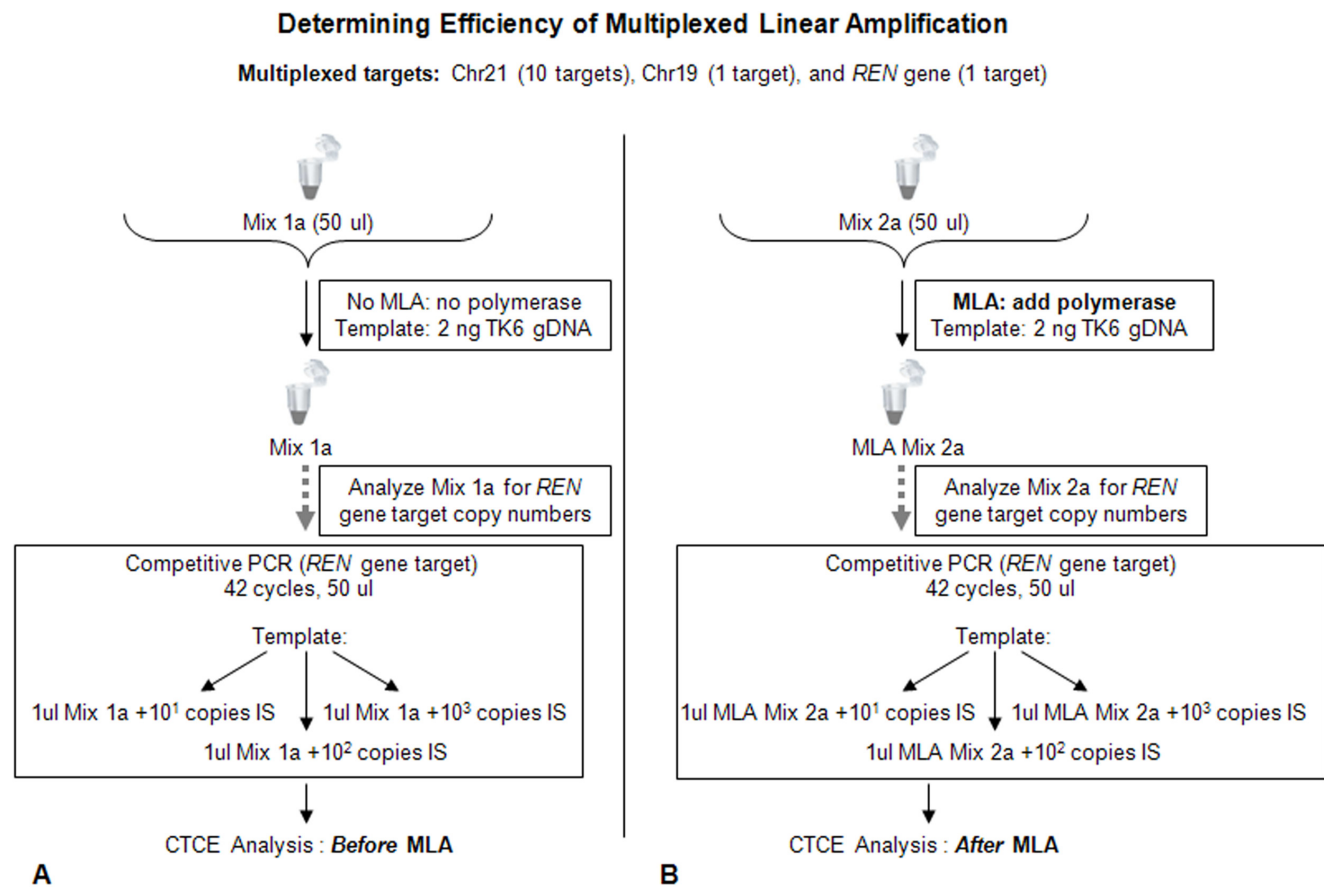 Determining Efficiency of Multiplexed Linear Amplification
Multiplexed targets: Chr21 (10 targets), Chr19 (1 target), and REN gene (1 target)
Mix 1a (50 ul)
No MLA: no polymerase
Template: 2 ng TK6 gDNA
Mix 1a
Analyze Mix 1a for REN
gene target copy numbers
Competitive PCR (REN gene target)
42 cycles, 50 ul
Template:
1ul Mix 1a +10¹ copies IS
1ul Mix 1a +10³ copies IS
1ul Mix 1a +10² copies IS
CTCE Analysis : Before MLA
A
Mix 2a (50 ul)
MLA: add polymerase
Template: 2 ng TK6 gDNA
MLA Mix 2a
Analyze Mix 2a for REN
gene target copy numbers
Competitive PCR (REN gene target)
42 cycles, 50 ul
Template:
1ul MLA Mix 2a +10¹ copies IS
1ul MLA Mix 2a +10³ copies IS
1ul MLA Mix 2a +10² copies IS
CTCE Analysis : After MLA
B